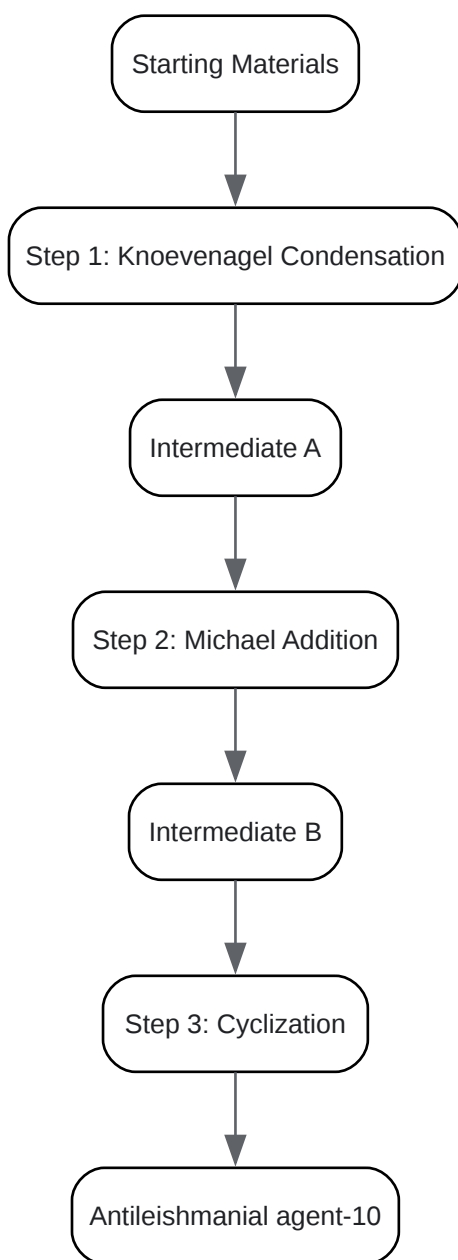 Starting Materials
Step 1: Knoevenagel Condensation
Intermediate A
Step 2: Michael Addition
Intermediate B
Step 3: Cyclization
Antileishmanial agent-10